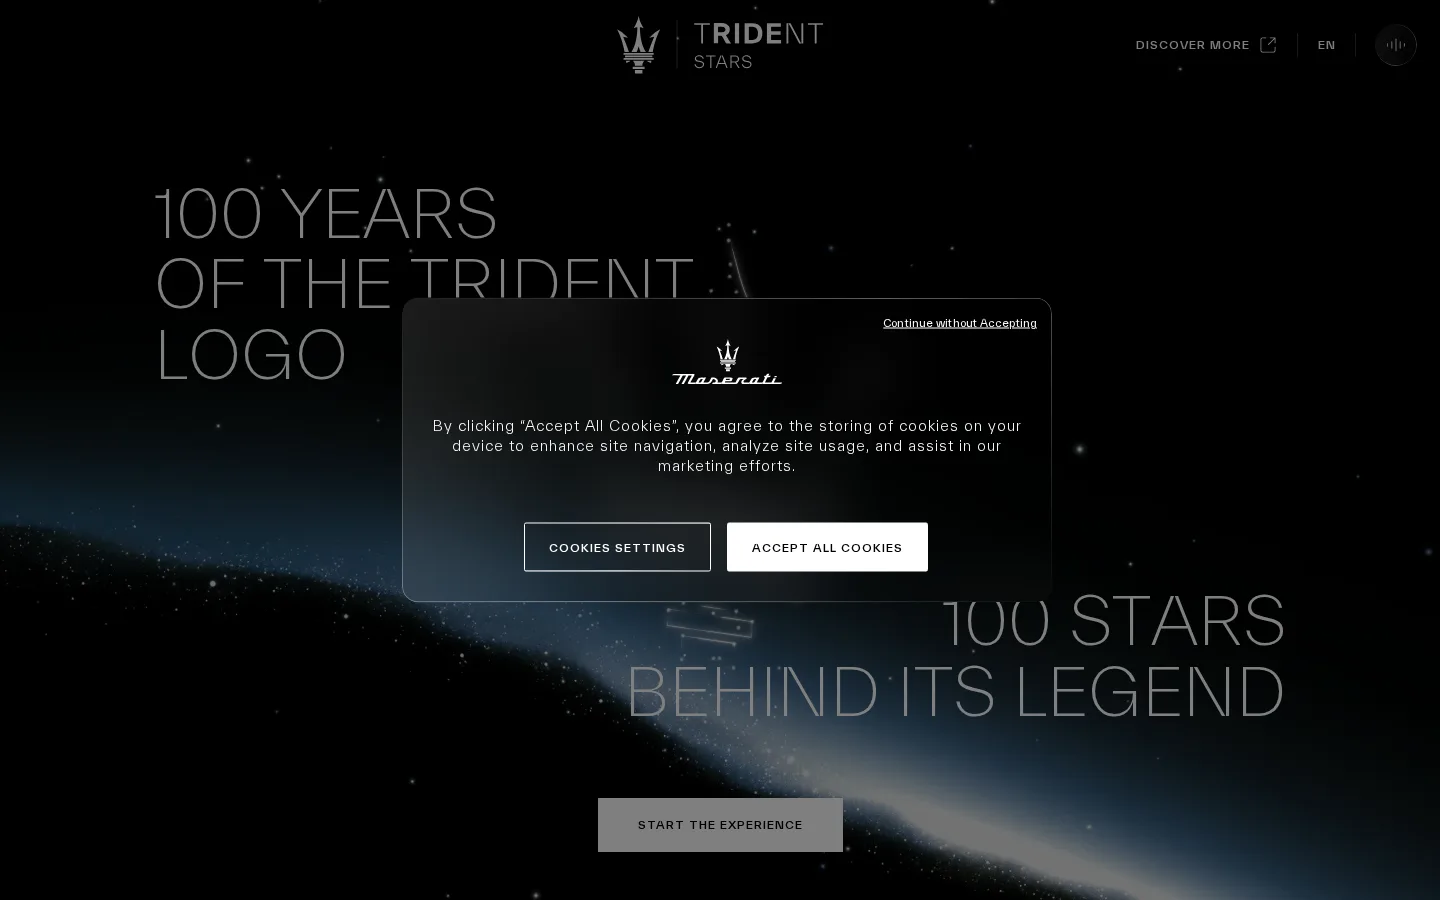 TRIDENT
STARS
DISCOVER MORE
EN
100 YEARS
OF THE TRIDENT
LOGO
Continue without Accepting
Maserati
By clicking “Accept All Cookies”, you agree to the storing of cookies on your
device to enhance site navigation, analyze site usage, and assist in our
marketing efforts.
COOKIES SETTINGS
ACCEPT ALL COOKIES
100 STARS
BEHIND ITS LEGEND
START THE EXPERIENCE